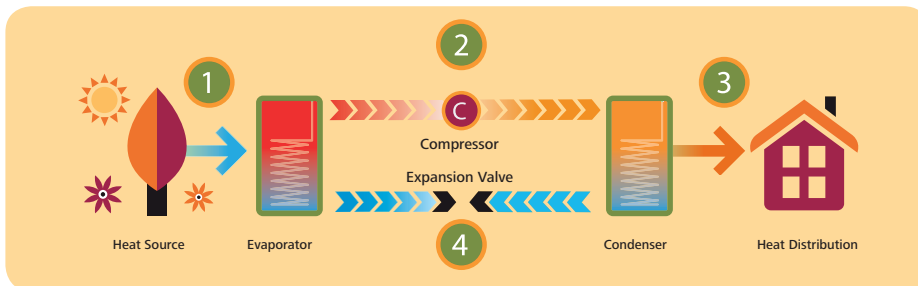 2
1
3
C
Compressor
Expansion Valve
4
Heat Source
Evaporator
Condenser
Heat Distribution